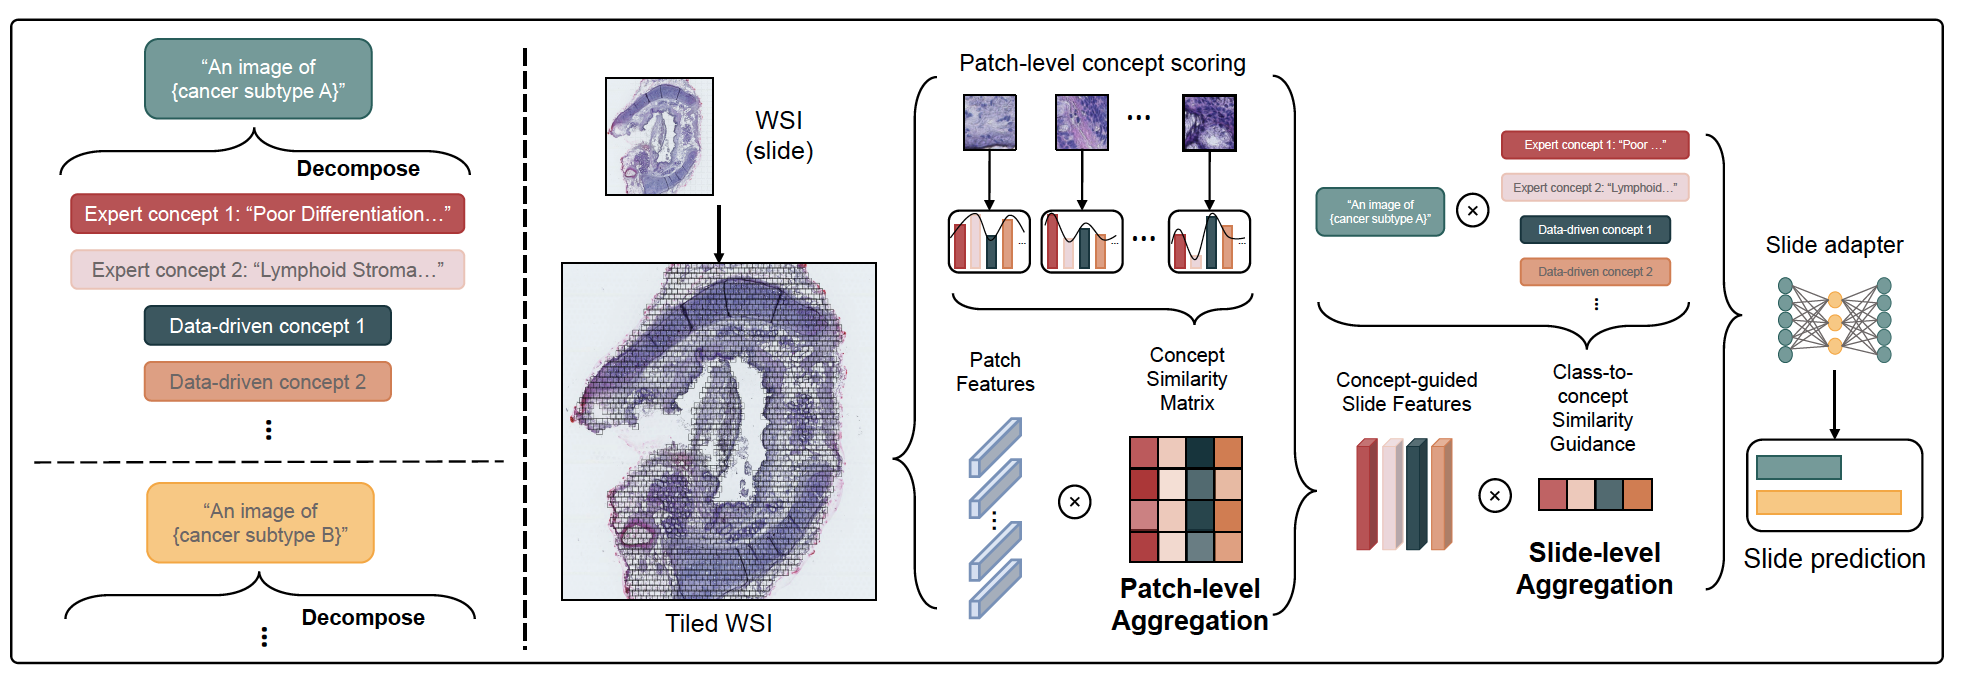 “An image of
{cancer subtype A}”
Decompose
Expert concept 1: “Poor Differentiation…”
Expert concept 2: “Lymphoid Stroma…”
Data-driven concept 1
Data-driven concept 2
“An image of
{cancer subtype B}”
Decompose
WSI
(slide)
Tiled WSI
Patch-level concept scoring
Patch
Features
Concept
Similarity
Matrix
Patch-level
Aggregation
“An image of
{cancer subtype A}”
Expert concept 1: “Poor …”
Expert concept 2: “Lymphoid…”
Data-driven concept 1
Data-driven concept 2
Concept-guided
Slide Features
Class-to-
concept
Similarity
Guidance
Slide-level
Aggregation
Slide adapter
Slide prediction